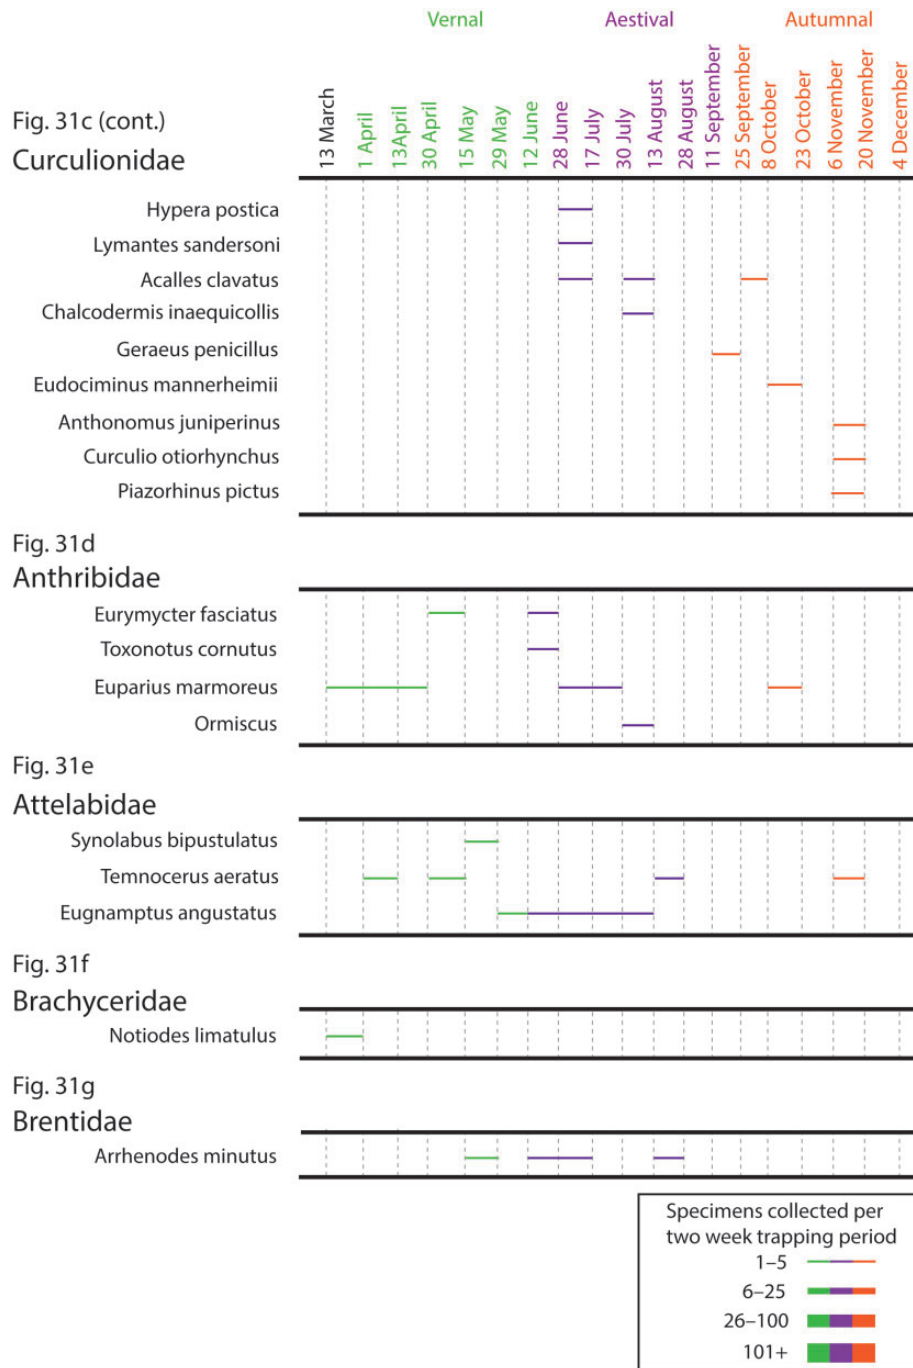 Vernal Aestival Autumnal
Fig. 31c (cont.)
Curculionidae
13 March
1 April
13April
30 April
15 May
29 May
12 June
28 June
17 July
30 July
13 August
28 August
11 September
25 September
8 October
23 October
6 November
20 November
4 December
Hypera postica
Lymantes sandersoni
Acalles clavatus
Chalcodermis inaequicollis
Geraeus penicillus
Eudociminus mannerheimii
Anthonomus juniperinus
Curculio otiorhynchus
Piazorhinus pictus
Fig. 31d
Anthribidae
Eurymycter fasciatus
Toxonotus cornutus
Euparius marmoreus
Ormiscus
Fig. 31e
Attelabidae
Synolabus bipustulatus
Temnocerus aeratus
Eugnamptus angustatus
Fig. 31f
Brachyceridae
Notiodes limatulus
Fig. 31g
Brentidae
Arrhenodes minutus
Specimens collected per
two week trapping period
1–5
6–25
26–100
101+